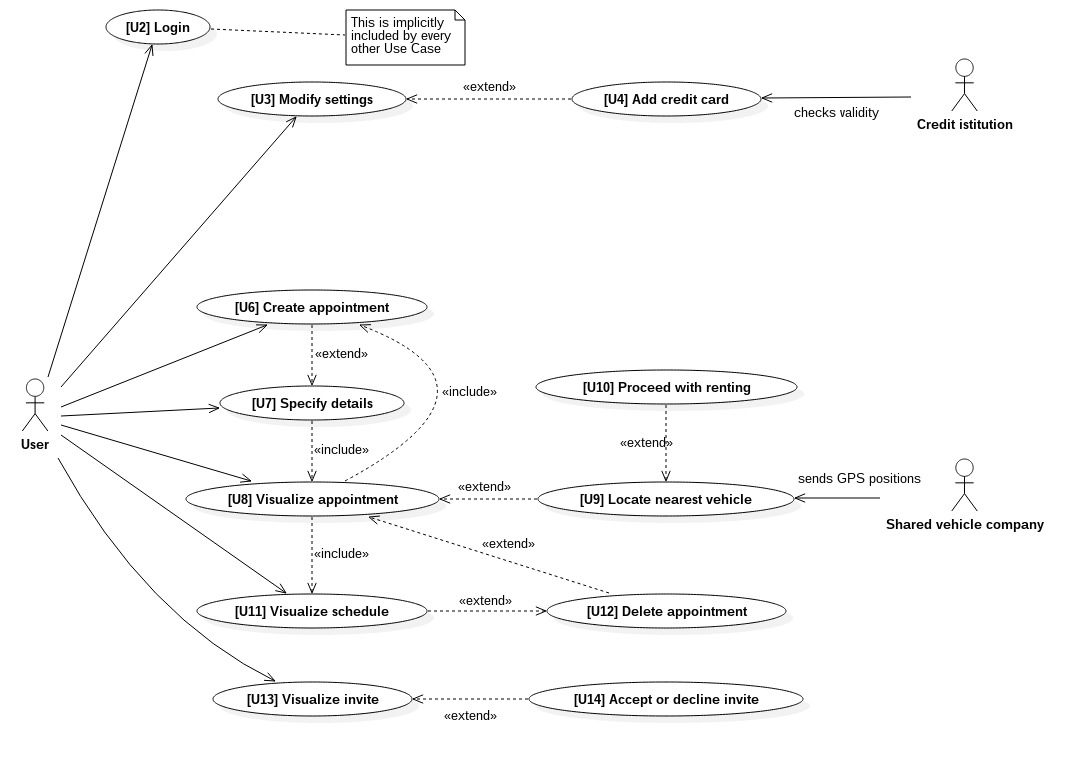 [U2] Login
This is implicitly
included by every
other Use Case
[U3] Modify settings
«extend»
[U4] Add credit card
checks validity
Credit istitution
[U6] Create appointment
«extend»
[U7] Specify details
«include»
[U10] Proceed with renting
User
«include»
«extend»
[U8] Visualize appointment
«extend»
[U9] Locate nearest vehicle
sends GPS positions
Shared vehicle company
«include»
«extend»
[U11] Visualize schedule
«extend»
[U12] Delete appointment
[U13] Visualize invite
«extend»
[U14] Accept or decline invite